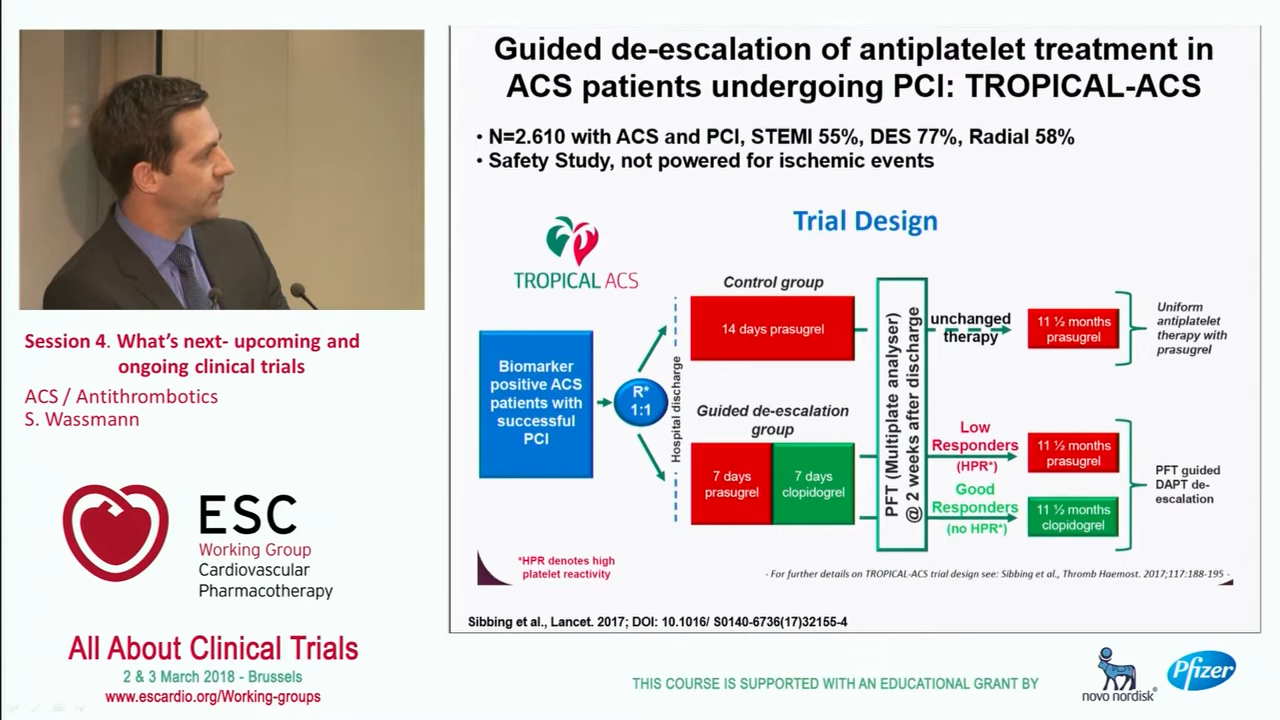 Guided de-escalation of antiplatelet treatment in
ACS patients undergoing PCI: TROPICAL-ACS
• N=2.610 with ACS and PCI, STEMI 55%, DES 77%, Radial 58%
• Safety Study, not powered for ischemic events
Trial Design
TROPICAL ACS
Biomarker
positive ACS
patients with
successful
PCI
R*
1:1
Hospital discharge
Control group
14 days prasugrel
Guided de-escalation
group
7 days
prasugrel
7 days
clopidogrel
PFT (Multiplate analyser)
@ 2 weeks after discharge
unchanged
therapy
11 ½ months
prasugrel
Uniform
antiplatelet
therapy with
prasugrel
Low
Responders
(HPR*)
11 ½ months
prasugrel
Good
Responders
(no HPR*)
11 ½ months
clopidogrel
PFT guided
DAPT de-
escalation
*HPR denotes high
platelet reactivity
- For further details on TROPICAL-ACS trial design see: Sibbing et al., Thromb Haemost. 2017;117:188-195 -
Sibbing et al., Lancet. 2017; DOI: 10.1016/ S0140-6736(17)32155-4
Session 4. What's next- upcoming and
ongoing clinical trials
ACS / Antithrombotics
S. Wassmann
ESC
Working Group
Cardiovascular
Pharmacotherapy
All About Clinical Trials
2 & 3 March 2018 - Brussels
www.escardio.org/Working-groups
THIS COURSE IS SUPPORTED WITH AN EDUCATIONAL GRANT BY
novo nordisk®
Pfizer